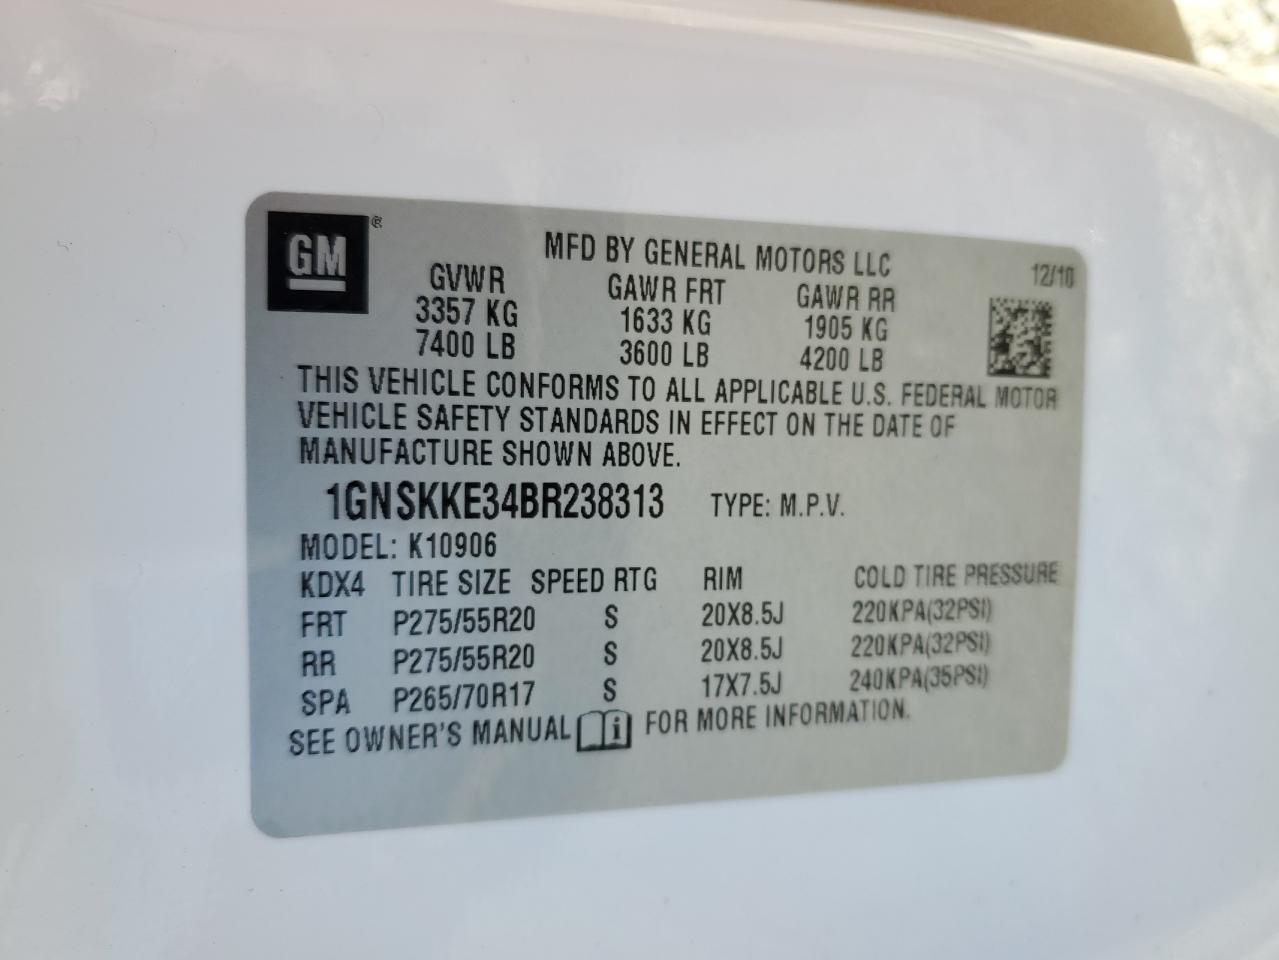 GM ®
MFD BY GENERAL MOTORS LLC 12/10
GVWR GAWR FRT GAWR RR
3357 KG 1633 KG 1905 KG
7400 LB 3600 LB 4200 LB
THIS VEHICLE CONFORMS TO ALL APPLICABLE U.S. FEDERAL MOTOR
VEHICLE SAFETY STANDARDS IN EFFECT ON THE DATE OF
MANUFACTURE SHOWN ABOVE.
1GNSKKE34BR238313 TYPE: M.P.V.
MODEL: K10906
KDX4 TIRE SIZE SPEED RTG RIM COLD TIRE PRESSURE
FRT P275/55R20 S 20X8.5J 220KPA(32PSI)
RR P275/55R20 S 20X8.5J 220KPA(32PSI)
SPA P265/70R17 S 17X7.5J 240KPA(35PSI)
SEE OWNER'S MANUAL i FOR MORE INFORMATION.